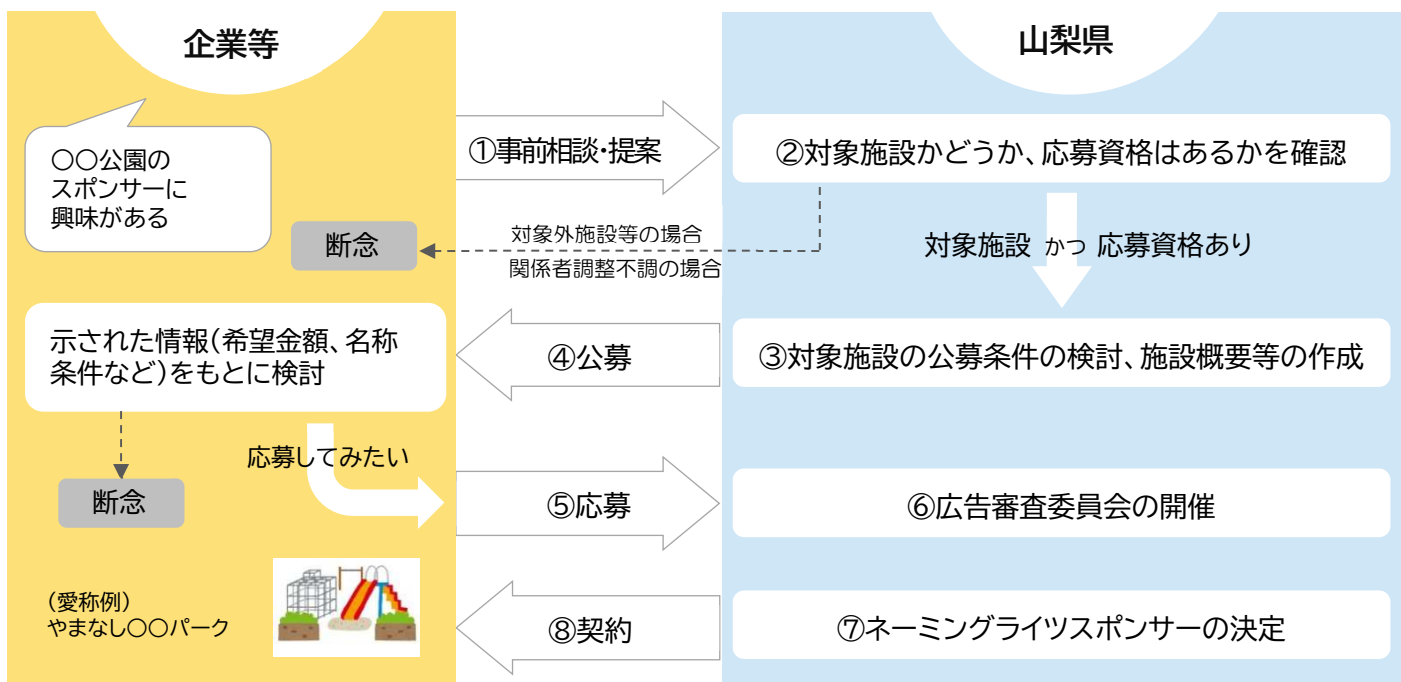 企業等
山梨県
〇〇公園の
スポンサーに
興味がある
①事前相談・提案
②対象施設かどうか、応募資格はあるかを確認
断念
対象外施設等の場合
関係者調整不調の場合
対象施設 かつ 応募資格あり
示された情報(希望金額、名称
条件など)をもとに検討
④公募
③対象施設の公募条件の検討、施設概要等の作成
応募してみたい
断念
⑤応募
⑥広告審査委員会の開催
(愛称例)
やまなし〇〇パーク
⑧契約
⑦ネーミングライツスポンサーの決定